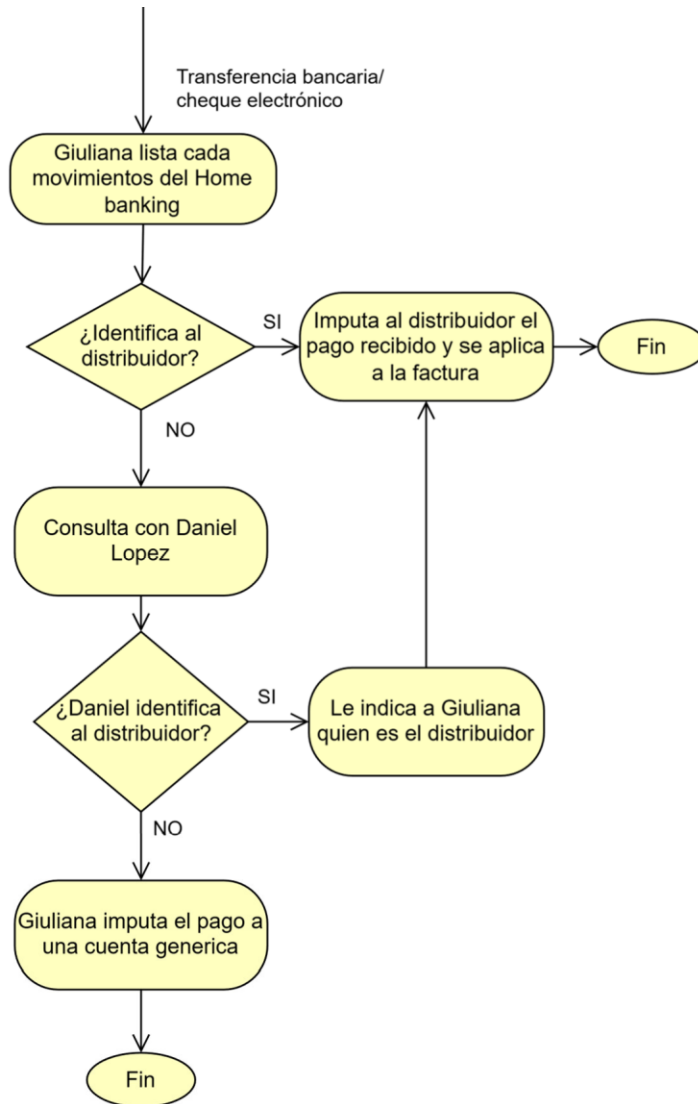 Transferencia bancaria/
cheque electrónico
Giuliana lista cada
movimientos del Home
banking
¿Identifica al
distribuidor?
SI
Imputa al distribuidor el
pago recibido y se aplica
a la factura
Fin
NO
Consulta con Daniel
Lopez
¿Daniel identifica
al distribuidor?
SI
Le indica a Giuliana
quien es el distribuidor
NO
Giuliana imputa el pago a
una cuenta generica
Fin